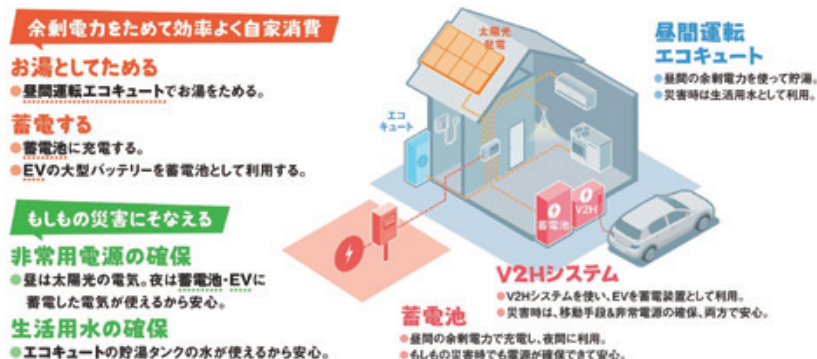 余剰電力をためて効率よく自家消費
お湯としてためる
●昼間運転エコキュートでお湯をためる。
蓄電する
●蓄電池に充電する。
●EVの大型バッテリーを蓄電池として利用する。
もしもの災害にそなえる
非常用電源の確保
●昼は太陽光の電気。夜は蓄電池・EVに
蓄電した電気が使えるから安心。
生活用水の確保
●エコキュートの貯湯タンクの水が使えるから安心。
太陽光
発電
エコ
キュート
蓄電池
V2H
昼間運転
エコキュート
●昼間の余剰電力を使って貯湯。
●災害時は生活用水として利用。
V2Hシステム
●V2Hシステムを使い、EVを蓄電装置として利用。
●災害時は、移動手段&非常電源の確保、両方で安心。
蓄電池
●昼間の余剰電力で充電し、夜間に利用。
●もしもの災害時でも電源が確保できて安心。